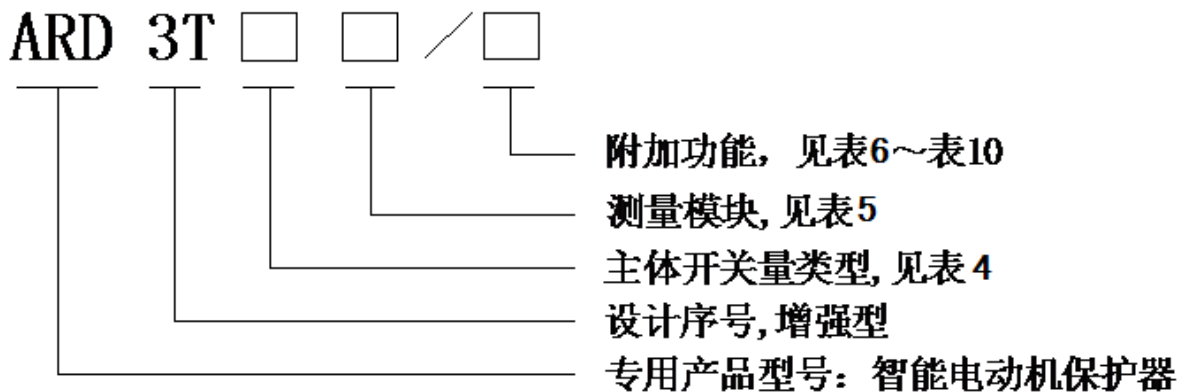 ARD 3T□ □/□
附加功能，见表6～表10
测量模块,见表5
主体开关量类型,见表4
设计序号,增强型
专用产品型号：智能电动机保护器